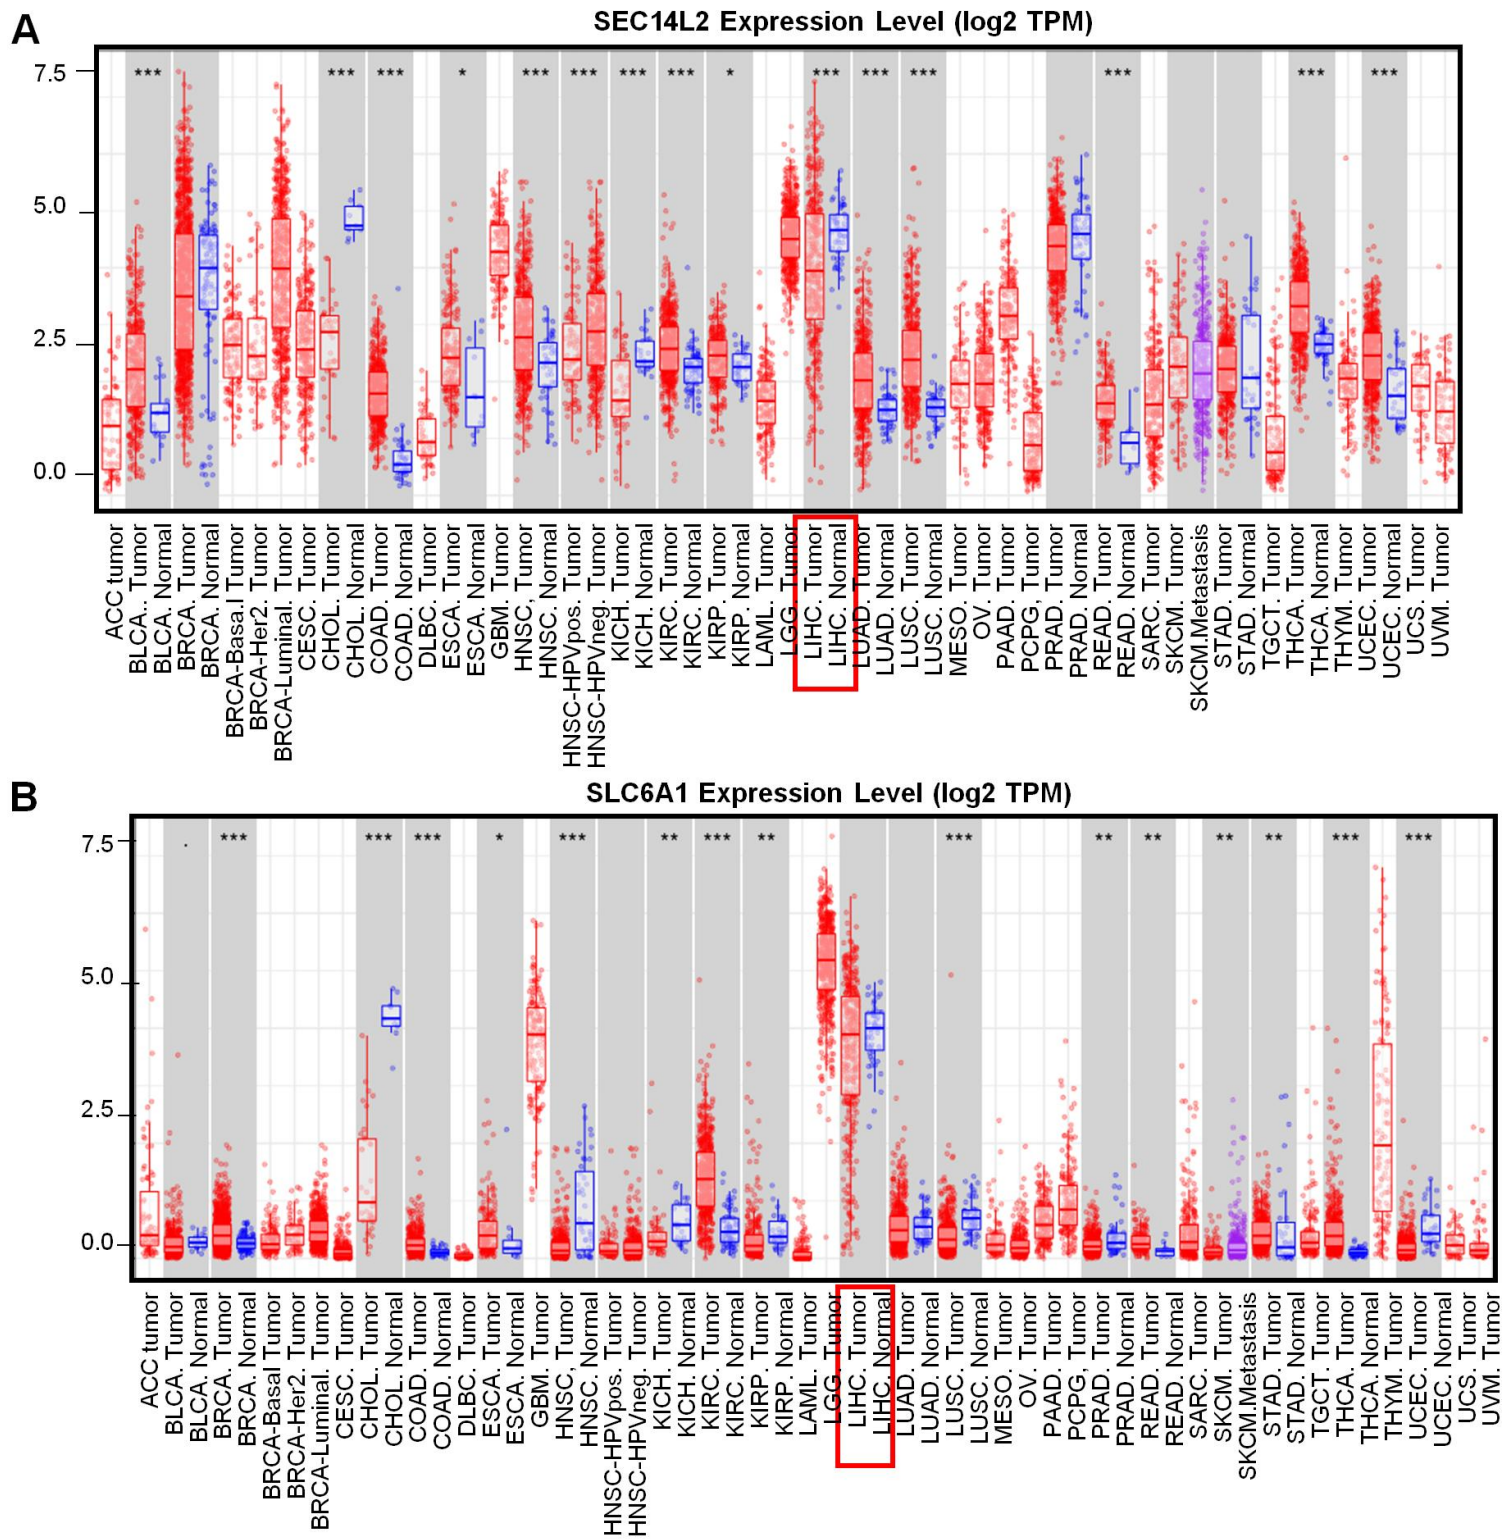 A
SEC14L2 Expression Level (log2 TPM)
7.5
5.0
2.5
0.0
*** *** *** * *** *** *** *** * *** *** *** *** *** ***
ACC tumor
BLCA.. Tumor
BLCA. Normal
BRCA. Tumor
BRCA. Normal
BRCA-Basa.l Tumor
BRCA-Her2. Tumor
BRCA-Luminal. Tumor
CESC. Tumor
CHOL. Tumor
CHOL. Normal
COAD. Tumor
COAD. Normal
DLBC. Tumor
ESCA. Tumor
ESCA. Normal
GBM. Tumor
HNSC, Tumor
HNSC. Normal
HNSC-HPVpos. Tumor
HNSC-HPVneg. Tumor
KICH. Tumor
KICH. Normal
KIRC. Tumor
KIRC. Normal
KIRP. Tumor
KIRP. Normal
LAML. Tumor
LGG. Tumor
LIHC. Tumor
LIHC. Normal
LUAD. Tumor
LUAD. Normal
LUSC. Tumor
LUSC. Normal
MESO. Tumor
OV. Tumor
PAAD. Tumor
PCPG, Tumor
PRAD. Tumor
PRAD. Normal
READ. Tumor
READ. Normal
SARC. Tumor
SKCM. Tumor
SKCM.Metastasis
STAD. Tumor
STAD. Normal
TGCT. Tumor
THCA. Tumor
THCA. Normal
THYM. Tumor
UCEC. Tumor
UCEC. Normal
UCS. Tumor
UVM. Tumor
B
SLC6A1 Expression Level (log2 TPM)
7.5
5.0
2.5
0.0
. *** *** *** * *** ** *** ** *** ** ** ** ** *** ***
ACC tumor
BLCA. Tumor
BLCA. Normal
BRCA. Tumor
BRCA. Normal
BRCA-Basal Tumor
BRCA-Her2. Tumor
BRCA-Luminal. Tumor
CESC. Tumor
CHOL. Tumor
CHOL. Normal
COAD. Tumor
COAD. Normal
DLBC. Tumor
ESCA. Tumor
ESCA. Normal
GBM. Tumor
HNSC, Tumor
HNSC. Normal
HNSC-HPVpos. Tumor
HNSC-HPVneg. Tumor
KICH. Tumor
KICH. Normal
KIRC. Tumor
KIRC. Normal
KIRP. Tumor
KIRP. Normal
LAML. Tumor
LGG. Tumor
LIHC. Tumor
LIHC. Normal
LUAD. Tumor
LUAD. Normal
LUSC. Tumor
LUSC. Normal
MESO. Tumor
OV. Tumor
PAAD. Tumor
PCPG, Tumor
PRAD. Tumor
PRAD. Normal
READ. Tumor
READ. Normal
SARC. Tumor
SKCM. Tumor
SKCM.Metastasis
STAD. Tumor
STAD. Normal
TGCT. Tumor
THCA. Tumor
THCA. Normal
THYM. Tumor
UCEC. Tumor
UCEC. Normal
UCS. Tumor
UVM. Tumor